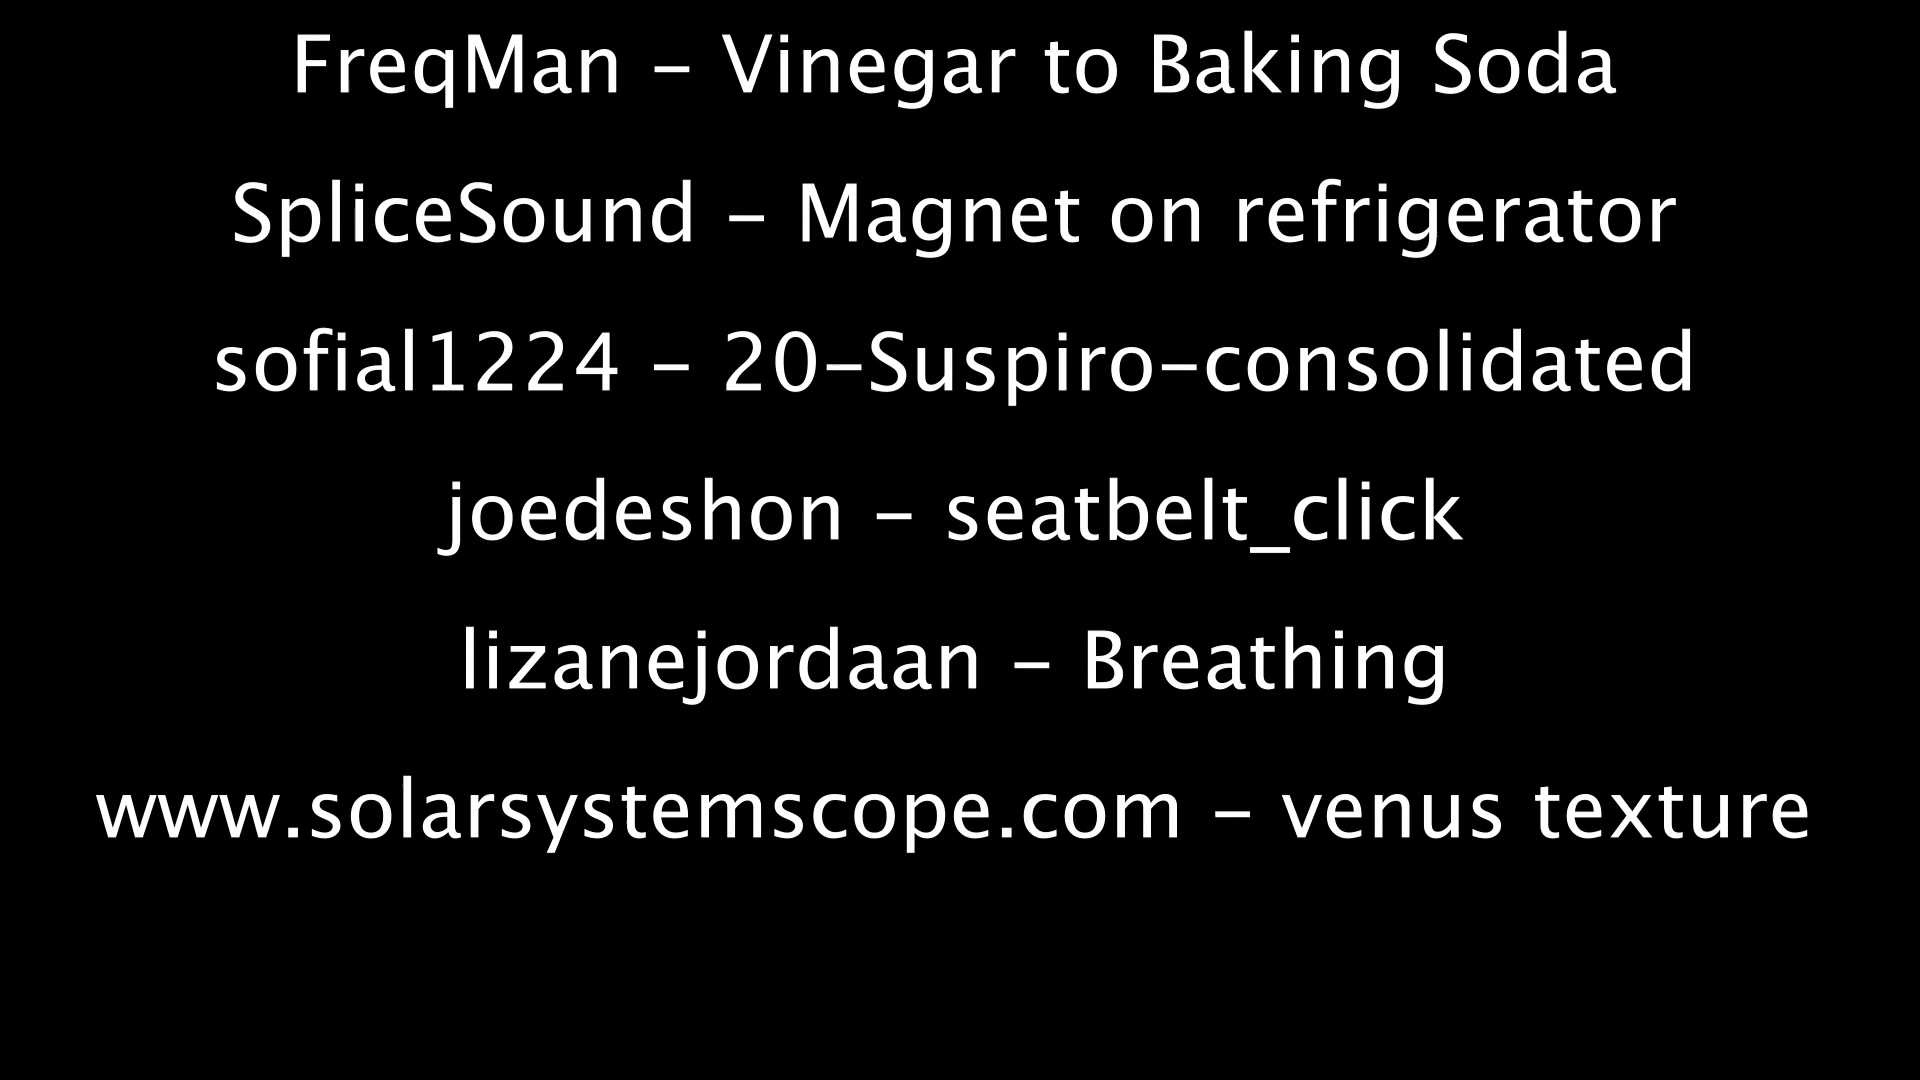 FreqMan - Vinegar to Baking Soda
SpliceSound - Magnet on refrigerator
sofial1224 - 20-Suspiro-consolidated
joedeshon - seatbelt_click
lizanejordaan - Breathing
www.solarsystemscope.com - venus texture